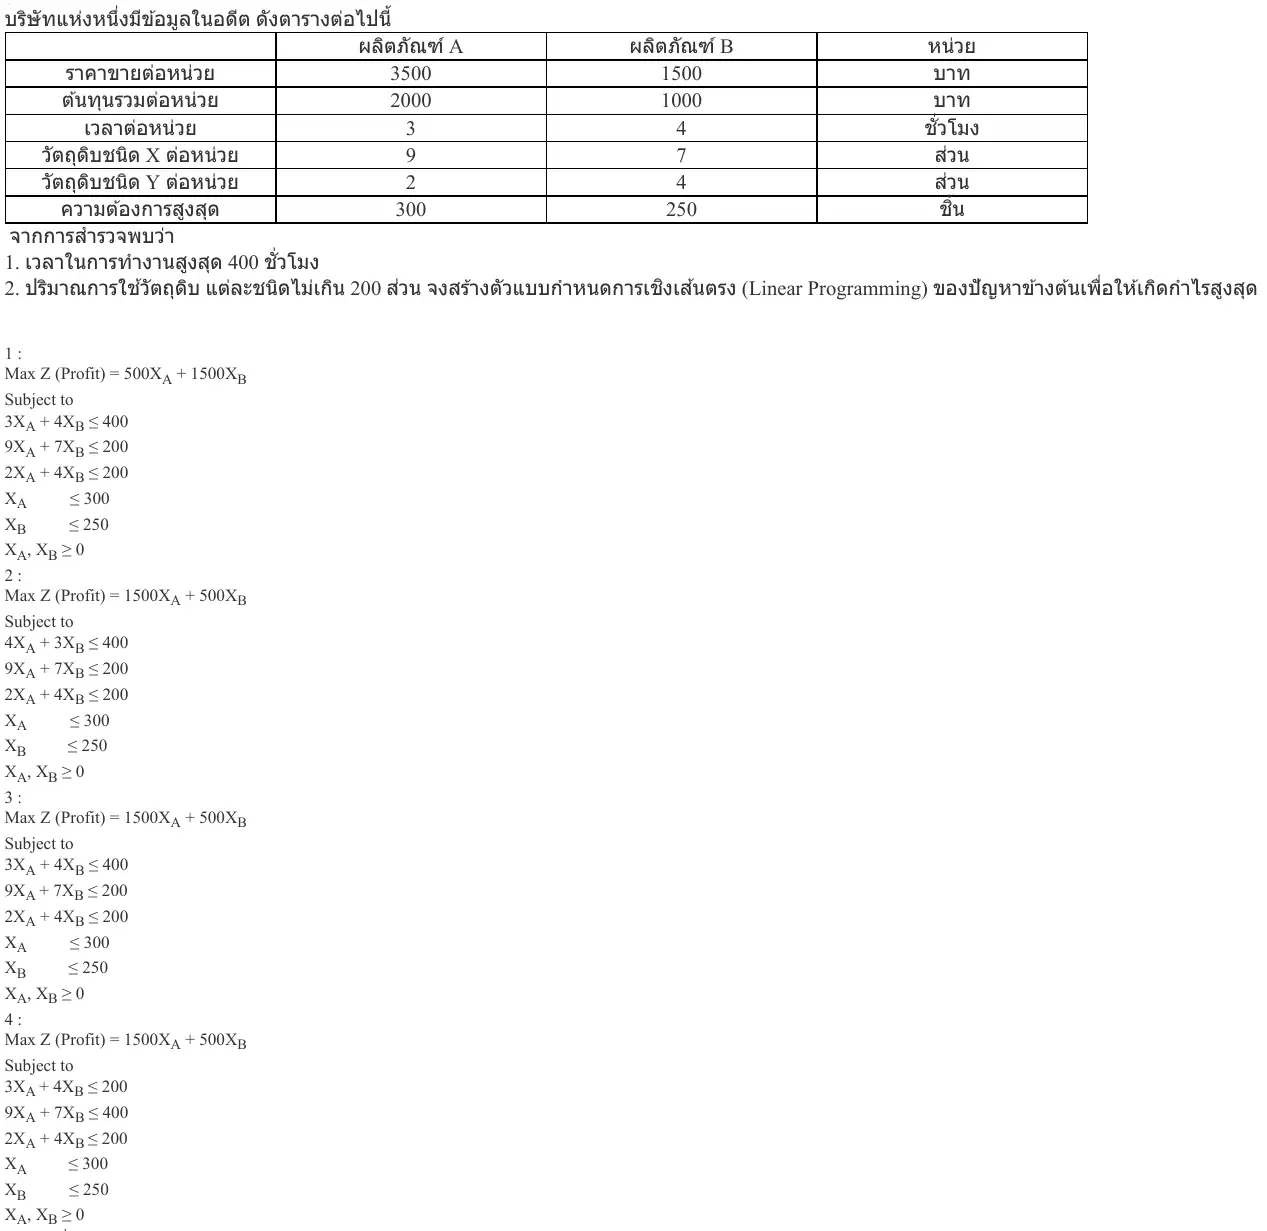 บริษัทแห่งหนึ่งมีข้อมูลในอดีต ดังตารางต่อไปนี้
ผลิตภัณฑ์ A ผลิตภัณฑ์ B หน่วย
ราคาขายต่อหน่วย 3500 1500 บาท
ต้นทุนรวมต่อหน่วย 2000 1000 บาท
เวลาต่อหน่วย 3 4 ชั่วโมง
วัตถุดิบชนิด X ต่อหน่วย 9 7 ส่วน
วัตถุดิบชนิด Y ต่อหน่วย 2 4 ส่วน
ความต้องการสูงสุด 300 250 ชิ้น
จากการสำรวจพบว่า
1. เวลาในการทำงานสูงสุด 400 ชั่วโมง
2. ปริมาณการใช้วัตถุดิบ แต่ละชนิดไม่เกิน 200 ส่วน จงสร้างตัวแบบกำหนดการเชิงเส้นตรง (Linear Programming) ของปัญหาข้างต้นเพื่อให้เกิดกำไรสูงสุด
1 :
Max Z (Profit) = 500XA + 1500XB
Subject to
3XA + 4XB ≤ 400
9XA + 7XB ≤ 200
2XA + 4XB ≤ 200
XA ≤ 300
XB ≤ 250
XA, XB ≥ 0
2 :
Max Z (Profit) = 1500XA + 500XB
Subject to
4XA + 3XB ≤ 400
9XA + 7XB ≤ 200
2XA + 4XB ≤ 200
XA ≤ 300
XB ≤ 250
XA, XB ≥ 0
3 :
Max Z (Profit) = 1500XA + 500XB
Subject to
3XA + 4XB ≤ 400
9XA + 7XB ≤ 200
2XA + 4XB ≤ 200
XA ≤ 300
XB ≤ 250
XA, XB ≥ 0
4 :
Max Z (Profit) = 1500XA + 500XB
Subject to
3XA + 4XB ≤ 200
9XA + 7XB ≤ 400
2XA + 4XB ≤ 200
XA ≤ 300
XB ≤ 250
XA, XB ≥ 0